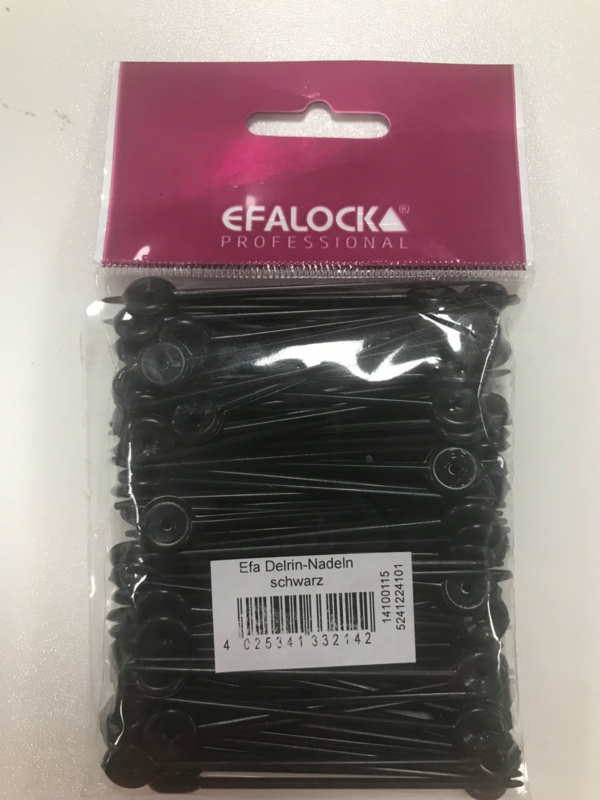 EFALOCK®
PROFESSIONAL
Efa Delrin-Nadeln
schwarz
4 025341 332142
14100115
5241224101